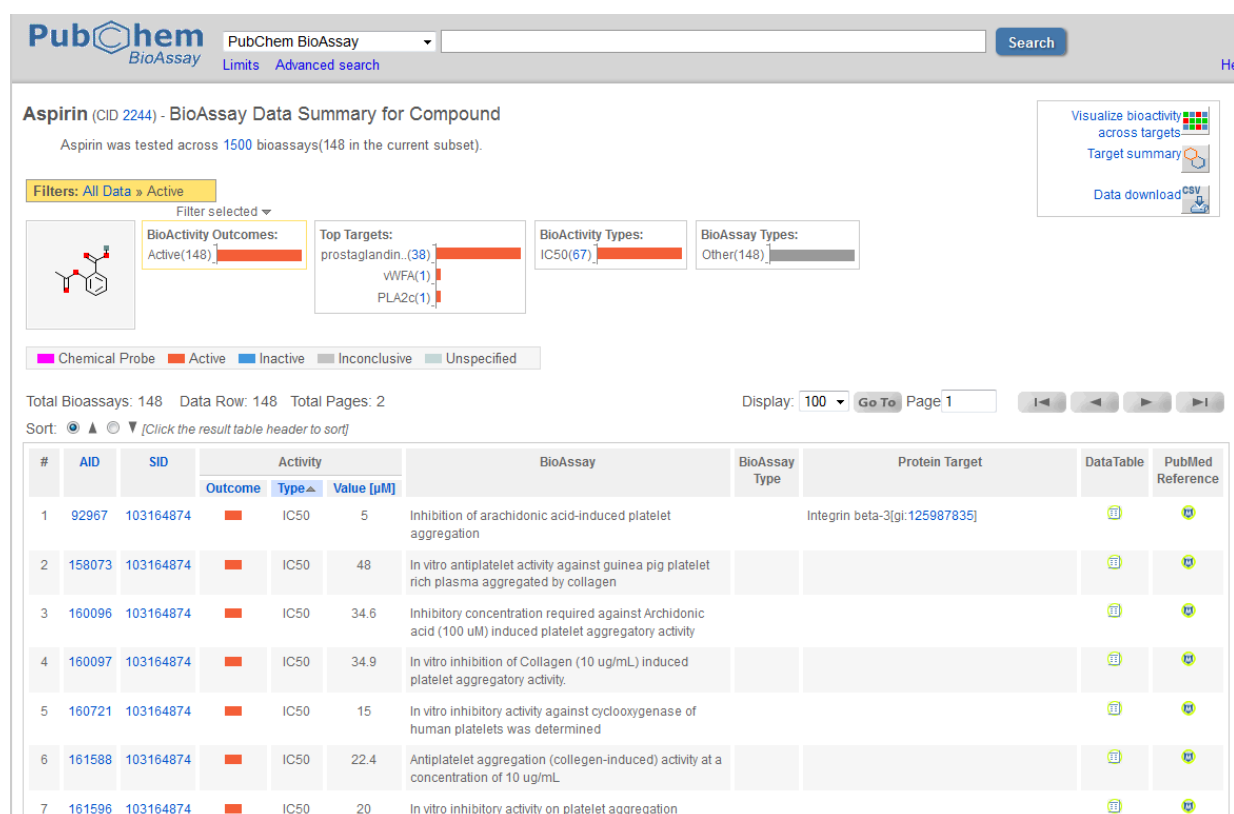 PubChem
BioAssay
PubChem BioAssay
Search
Limits Advanced search
He
Aspirin (CID 2244) - BioAssay Data Summary for Compound
Aspirin was tested across 1500 bioassays(148 in the current subset).
Visualize bioactivity
across targets
Target summary
Data download CSV
Filters: All Data » Active
Filter selected
BioActivity Outcomes:
Active(148)
Top Targets:
prostaglandin..(38)
vWFA(1)
PLA2c(1)
BioActivity Types:
IC50(67)
BioAssay Types:
Other(148)
Chemical Probe Active Inactive Inconclusive Unspecified
Total Bioassays: 148 Data Row: 148 Total Pages: 2
Display: 100 Go To Page 1
Sort: ▲ ▼ [Click the result table header to sort]
# AID SID Activity BioAssay BioAssay Type Protein Target DataTable PubMed Reference
Outcome Type Value [µM]
1 92967 103164874 IC50 5 Inhibition of arachidonic acid-induced platelet Integrin beta-3[gi:125987835]
aggregation
2 158073 103164874 IC50 48 In vitro antiplatelet activity against guinea pig platelet
rich plasma aggregated by collagen
3 160096 103164874 IC50 34.6 Inhibitory concentration required against Archidonic
acid (100 uM) induced platelet aggregatory activity
4 160097 103164874 IC50 34.9 In vitro inhibition of Collagen (10 ug/mL) induced
platelet aggregatory activity.
5 160721 103164874 IC50 15 In vitro inhibitory activity against cyclooxygenase of
human platelets was determined
6 161588 103164874 IC50 22.4 Antiplatelet aggregation (collegen-induced) activity at a
concentration of 10 ug/mL
7 161596 103164874 IC50 20 In vitro inhibitory activity on platelet aggregation